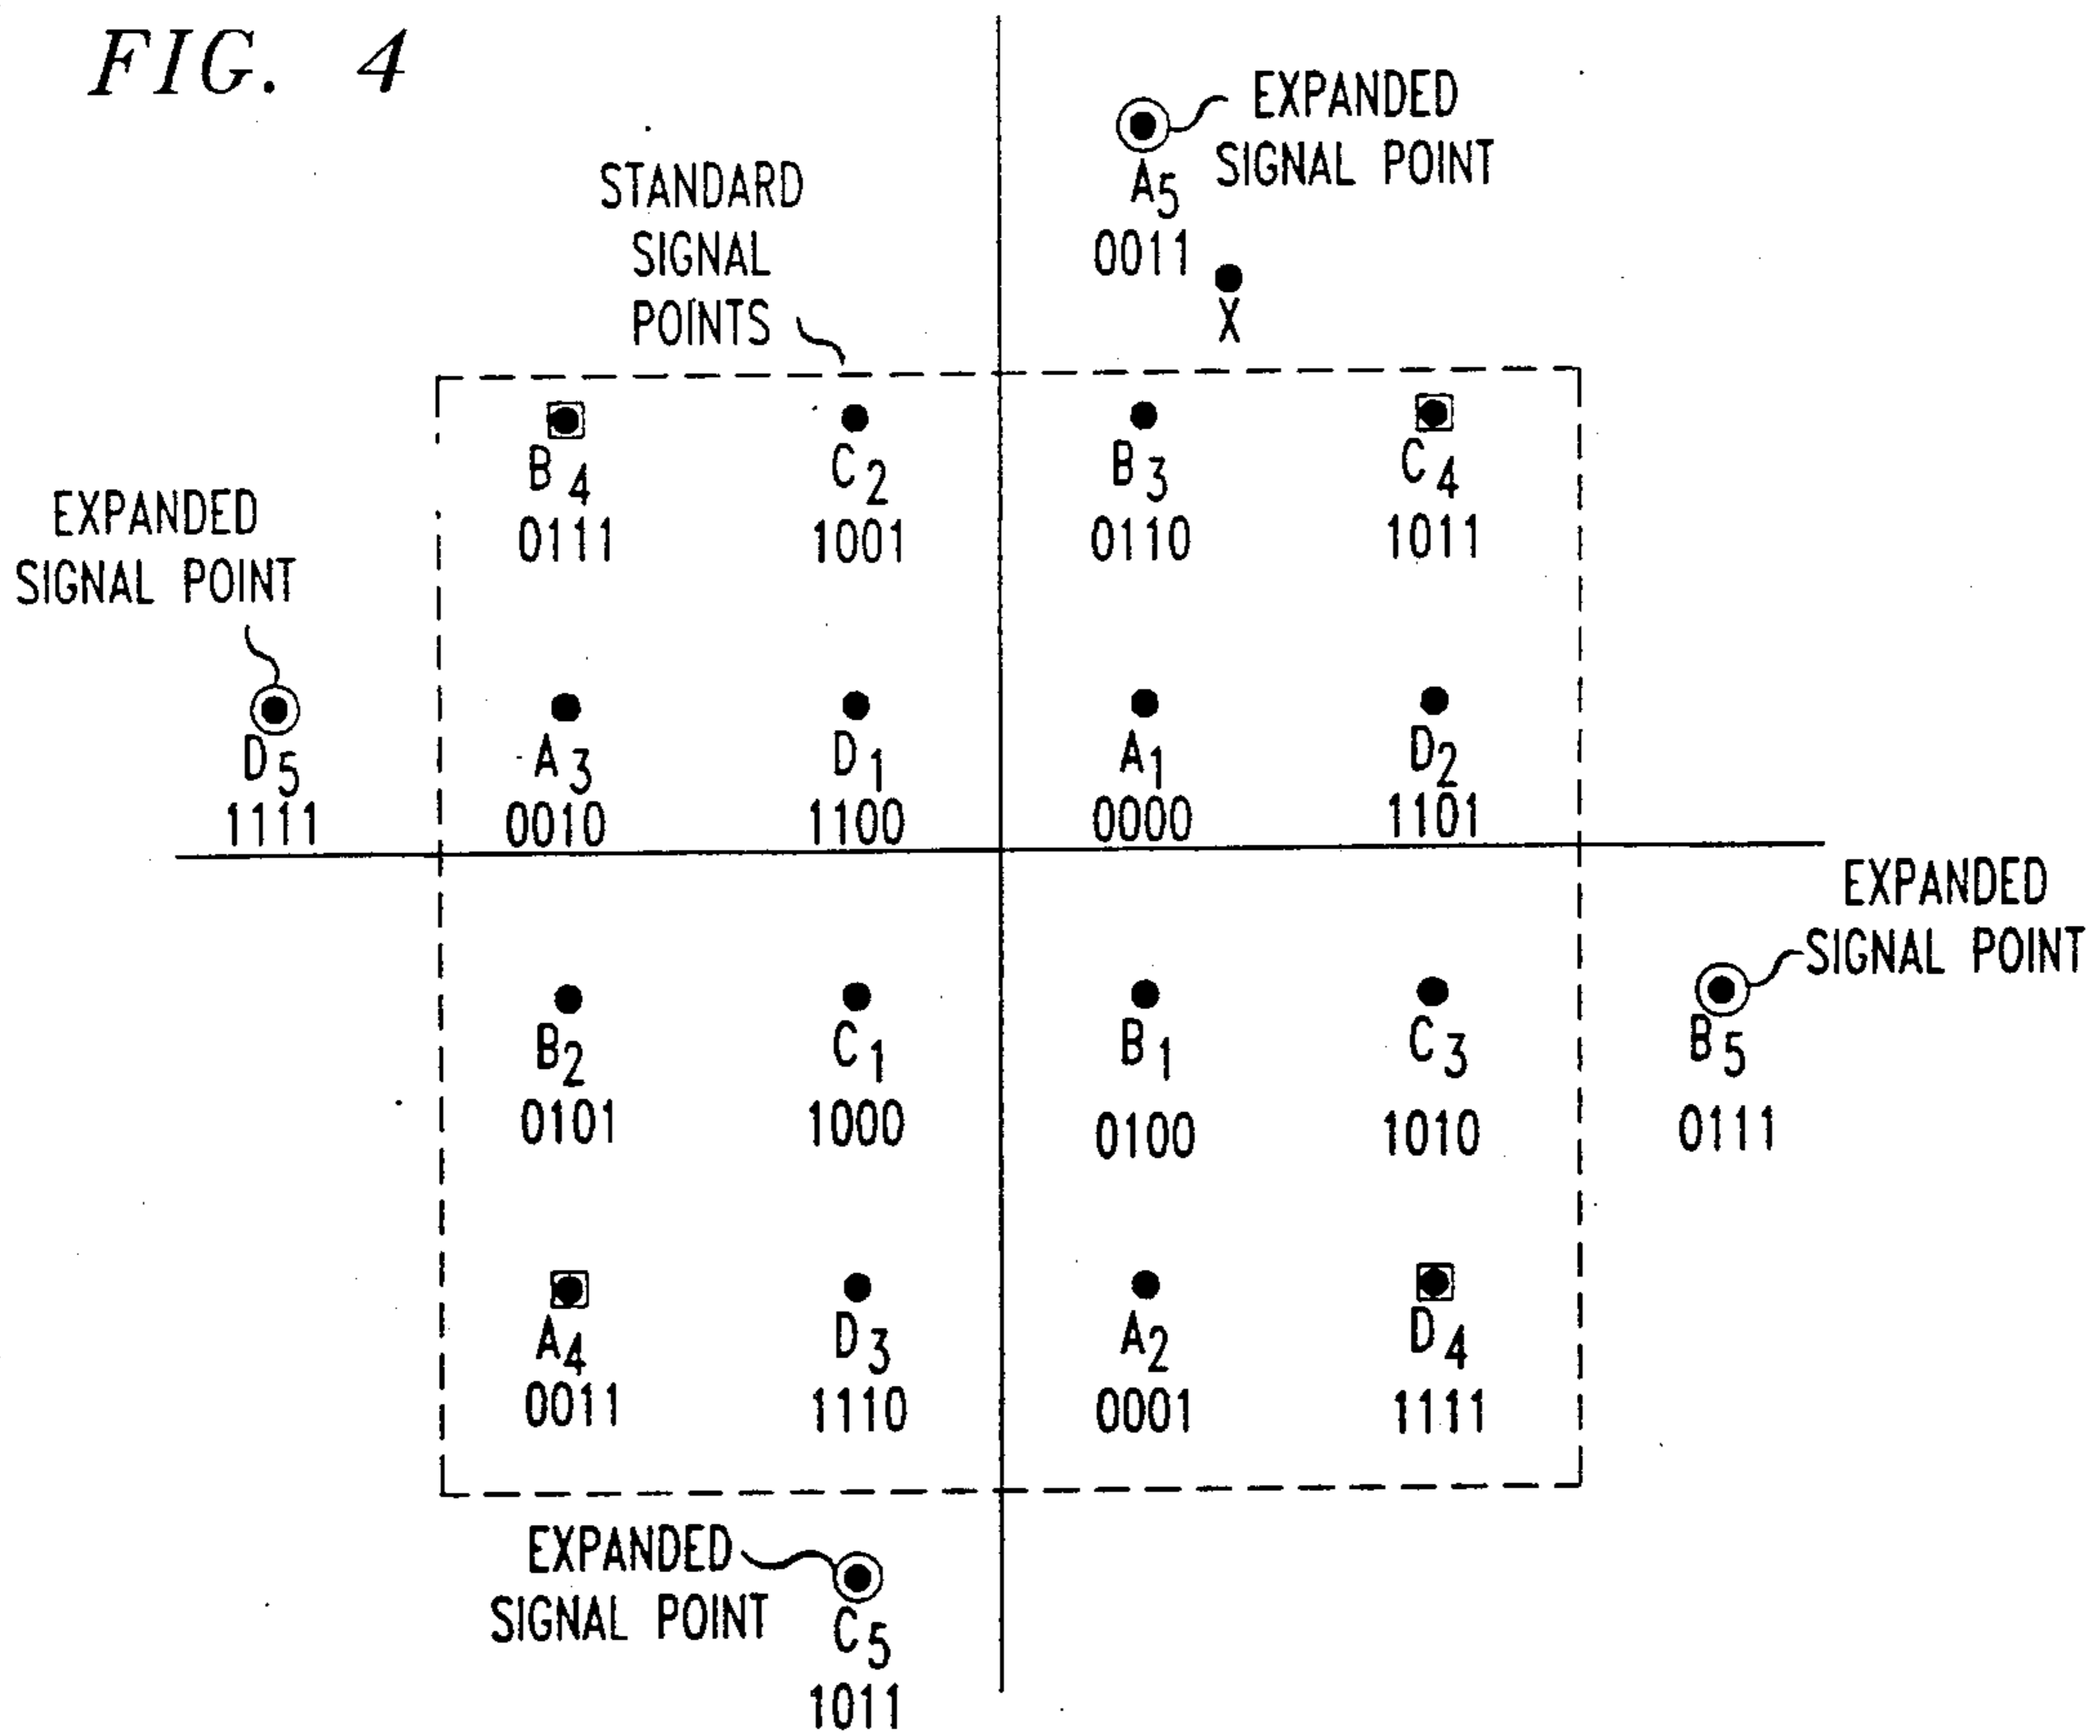 FIG. 4
EXPANDED
SIGNAL POINT
A5
0011
X
STANDARD
SIGNAL
POINTS
B4
0111
C2
1001
B3
0110
C4
1011
EXPANDED
SIGNAL POINT
D5
1111
A3
0010
D1
1100
A1
0000
D2
1101
EXPANDED
SIGNAL POINT
B2
0101
C1
1000
B1
0100
C3
1010
B5
0111
A4
0011
D3
1110
A2
0001
D4
1111
EXPANDED
SIGNAL POINT
C5
1011